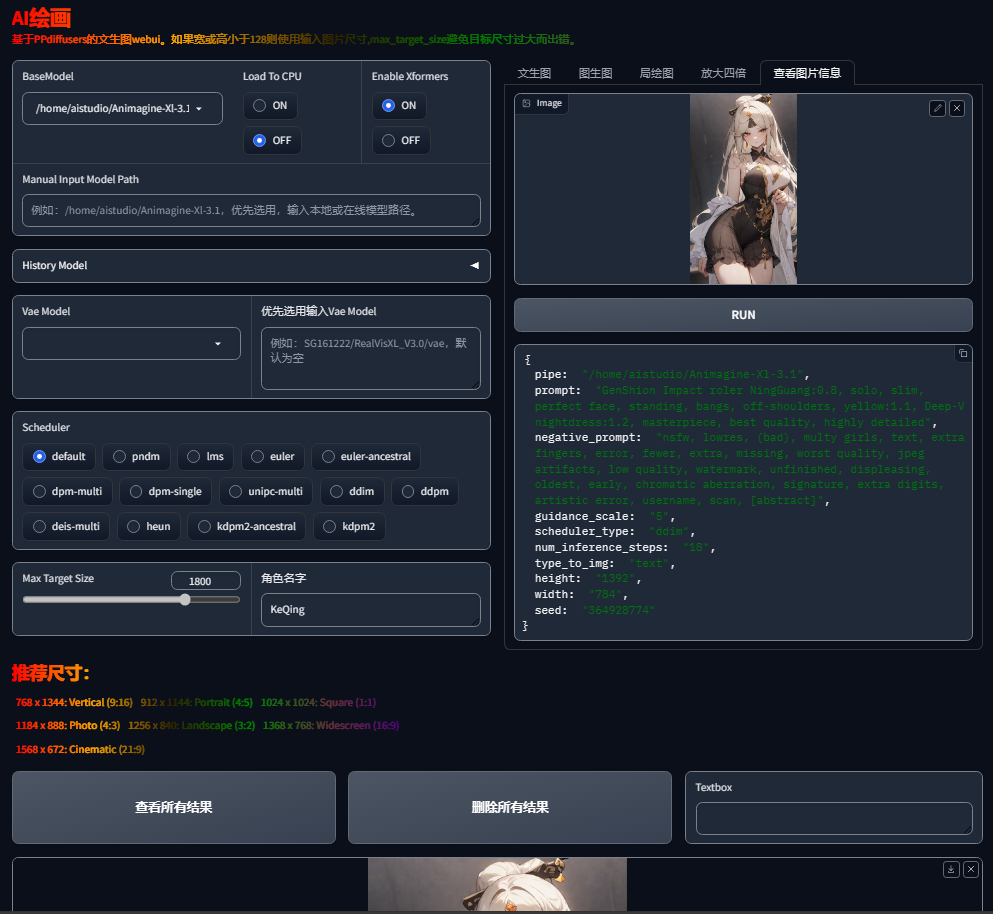 AI绘画
基于PPdiffusers的文生图webui。如果宽或高小于128则使用输入图片尺寸,max_target_size避免目标尺寸过大而出错。
BaseModel
/home/aistudio/Animagine-Xl-3.1
Load To CPU
ON
OFF
Enable Xformers
ON
OFF
Manual Input Model Path
例如：/home/aistudio/Animagine-Xl-3.1，优先选用，输入本地或在线模型路径。
History Model
Vae Model
优先选用输入Vae Model
例如：SG161222/RealVisXL_V3.0/vae，默
认为空
Scheduler
default pndm lms euler euler-ancestral
dpm-multi dpm-single unipc-multi ddim ddpm
deis-multi heun kdpm2-ancestral kdpm2
Max Target Size
1800
角色名字
KeQing
文生图 图生图 局绘图 放大四倍 查看图片信息
Image
RUN
{
pipe: "/home/aistudio/Animagine-Xl-3.1",
prompt: "GenShion Impact roler NingGuang:0.8, solo, slim,
perfect face, standing, bangs, off-shoulders, yellow:1.1, Deep-V
nightdress:1.2, masterpiece, best quality, highly detailed",
negative_prompt: "nsfw, lowres, (bad), multy girls, text, extra
fingers, error, fewer, extra, missing, worst quality, jpeg
artifacts, low quality, watermark, unfinished, displeasing,
oldest, early, chromatic aberration, signature, extra digits,
artistic error, username, scan, [abstract]",
guidance_scale: "5",
scheduler_type: "ddim",
num_inference_steps: "18",
type_to_img: "text",
height: "1392",
width: "784",
seed: "364928774"
}
推荐尺寸:
768 x 1344: Vertical (9:16) 912 x 1144: Portrait (4:5) 1024 x 1024: Square (1:1)
1184 x 888: Photo (4:3) 1256 x 840: Landscape (3:2) 1368 x 768: Widescreen (16:9)
1568 x 672: Cinematic (21:9)
查看所有结果
删除所有结果
Textbox